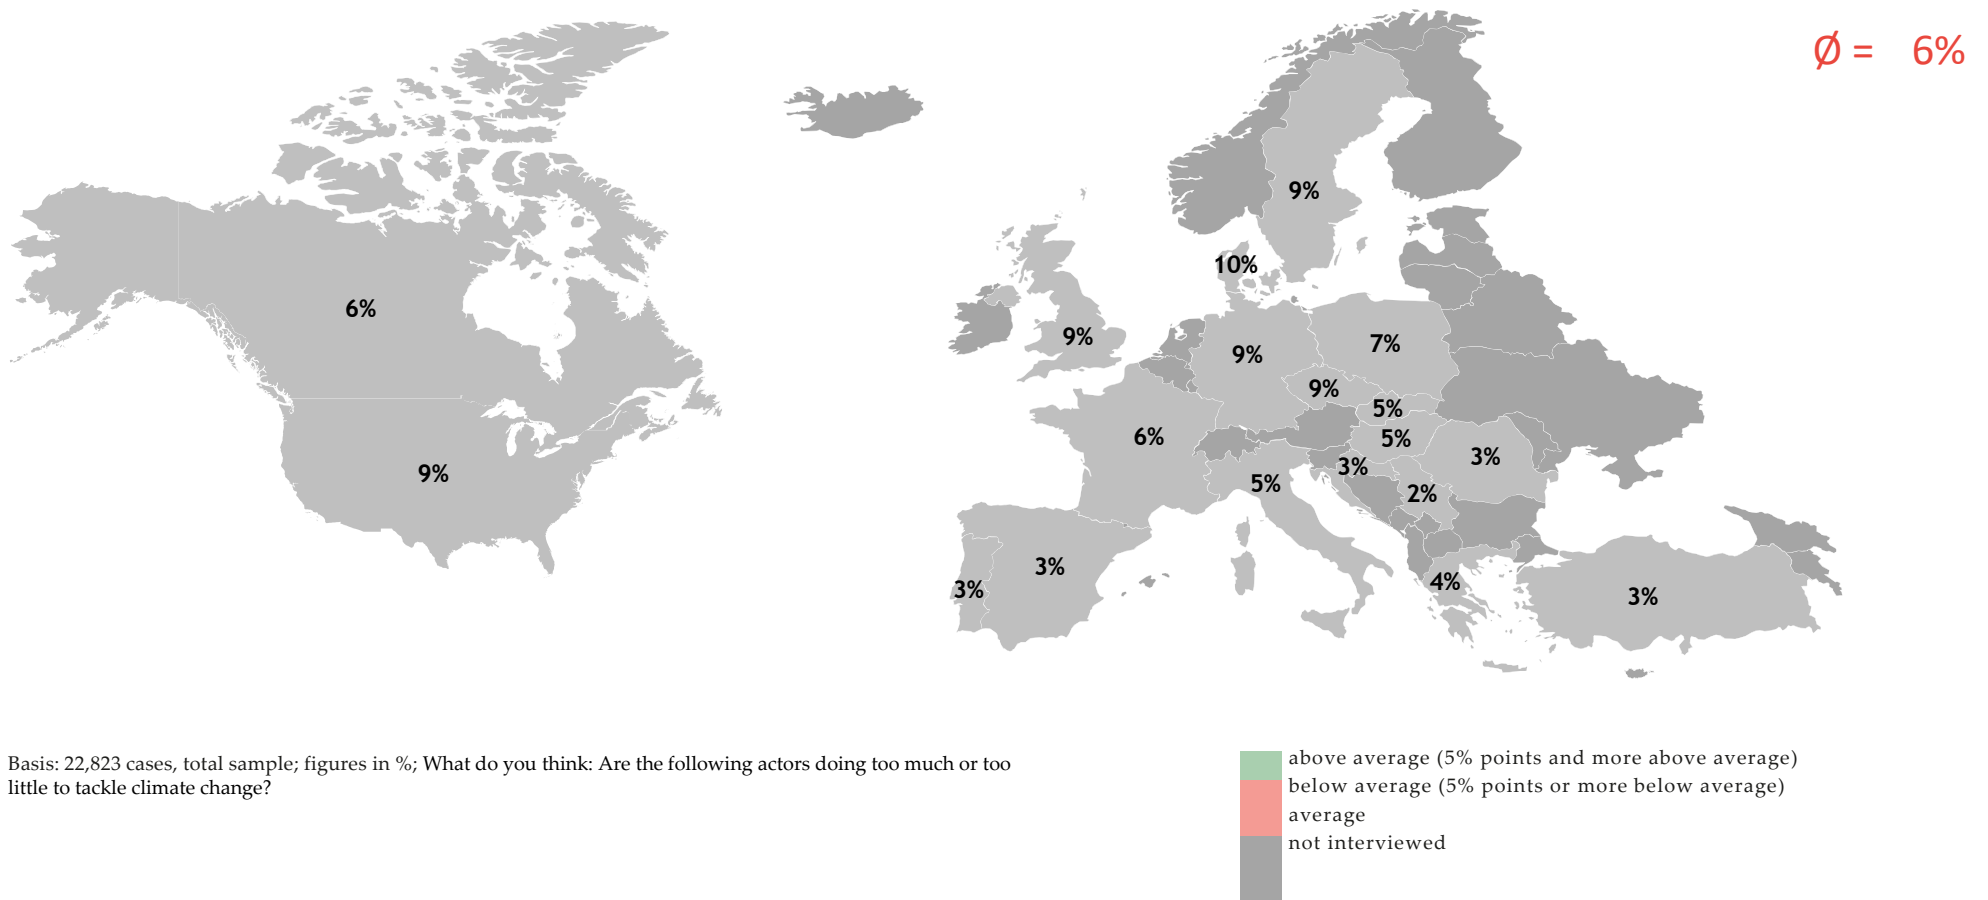 Ø = 6%
9%
10%
6%
9%
7%
9%
9%
5%
6%
5%
3%
3%
9%
5%
2%
3%
4%
3%
3%
Basis: 22,823 cases, total sample; figures in %; What do you think: Are the following actors doing too much or too
little to tackle climate change?
above average (5% points and more above average)
below average (5% points or more below average)
average
not interviewed